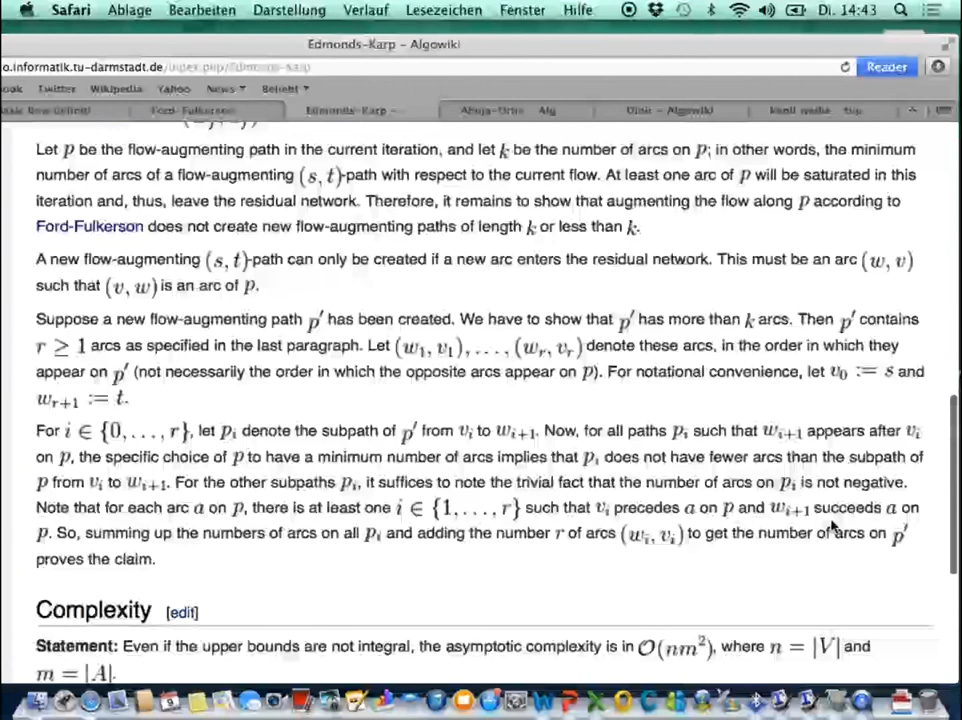 Safari Ablage Bearbeiten Darstellung Verlauf Lesezeichen Fenster Hilfe Di. 14:43
Edmonds-Karp – Algowiki
o.informatik.tu-darmstadt.de/index.php/Edmonds-Karp Reader
Twitter Wikipedia Yahoo News Beliebt
Ford-Fulkerson Edmonds-Karp – Alg – Algowiki
Let p be the flow-augmenting path in the current iteration, and let k be the number of arcs on p; in other words, the minimum
number of arcs of a flow-augmenting (s, t)-path with respect to the current flow. At least one arc of p will be saturated in this
iteration and, thus, leave the residual network. Therefore, it remains to show that augmenting the flow along p according to
Ford-Fulkerson does not create new flow-augmenting paths of length k or less than k.
A new flow-augmenting (s, t)-path can only be created if a new arc enters the residual network. This must be an arc (w, v)
such that (v, w) is an arc of p.
Suppose a new flow-augmenting path p′ has been created. We have to show that p′ has more than k arcs. Then p′ contains
r ≥ 1 arcs as specified in the last paragraph. Let (w₁, v₁), . . . , (wᵣ, vᵣ) denote these arcs, in the order in which they
appear on p′ (not necessarily the order in which the opposite arcs appear on p). For notational convenience, let v₀ := s and
wᵣ₊₁ := t.
For i ∈ {0, . . . , r}, let pᵢ denote the subpath of p′ from vᵢ to wᵢ₊₁. Now, for all paths pᵢ such that wᵢ₊₁ appears after vᵢ
on p, the specific choice of p to have a minimum number of arcs implies that pᵢ does not have fewer arcs than the subpath of
p from vᵢ to wᵢ₊₁. For the other subpaths pᵢ, it suffices to note the trivial fact that the number of arcs on pᵢ is not negative.
Note that for each arc a on p, there is at least one i ∈ {1, . . . , r} such that vᵢ precedes a on p and wᵢ₊₁ succeeds a on
p. So, summing up the numbers of arcs on all pᵢ and adding the number r of arcs (wᵢ, vᵢ) to get the number of arcs on p′
proves the claim.
Complexity [edit]
Statement: Even if the upper bounds are not integral, the asymptotic complexity is in O(nm²), where n = |V| and
m = |A|.